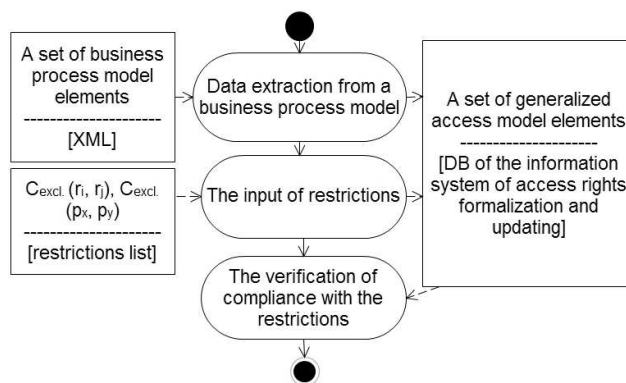 A set of business
process model
elements
---------------------
[XML]
Data extraction from a
business process model
A set of generalized
access model elements
---------------------
[DB of the information
system of access rights
formalization and
updating]
Cexcl. (ri, rj), Cexcl.
(px, py)
---------------------
[restrictions list]
The input of restrictions
The verification of
compliance with the
restrictions